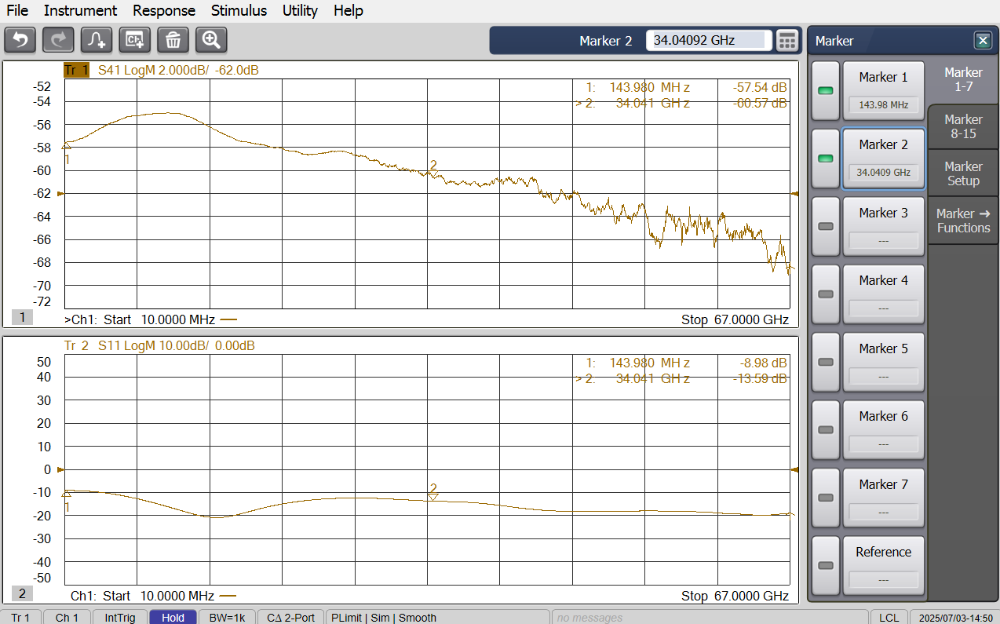 File Instrument Response Stimulus Utility Help
Marker 2 34.04092 GHz
Tr 1 S41 LogM 2.000dB/ -62.0dB
1: 143.980 MHz -57.54 dB
> 2: 34.041 GHz -60.57 dB
-52
-54
-56
-58
-60
-62
-64
-66
-68
-70
-72
1
2
1 >Ch1: Start 10.0000 MHz Stop 67.0000 GHz
Tr 2 S11 LogM 10.00dB/ 0.00dB
1: 143.980 MHz -8.98 dB
> 2: 34.041 GHz -13.59 dB
50
40
30
20
10
0
-10
-20
-30
-40
-50
1
2
2 Ch1: Start 10.0000 MHz Stop 67.0000 GHz
Marker
Marker 1
143.98 MHz
Marker 2
34.0409 GHz
Marker 3
---
Marker 4
---
Marker 5
---
Marker 6
---
Marker 7
---
Reference
---
Marker
1-7
Marker
8-15
Marker
Setup
Marker →
Functions
Tr 1 Ch 1 IntTrig Hold BW=1k CΔ 2-Port PLimit | Sim | Smooth no messages LCL 2025/07/03-14:50